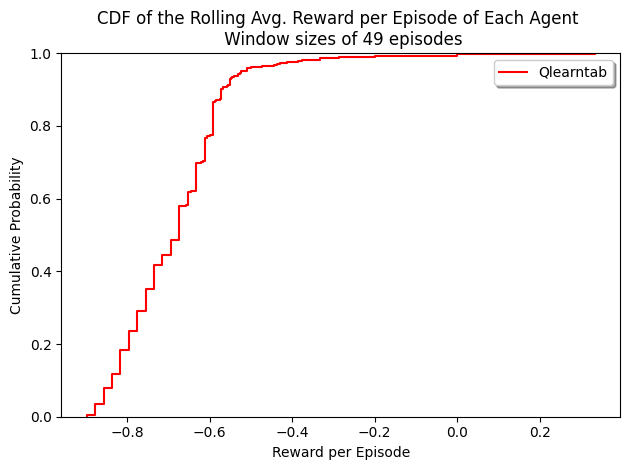 CDF of the Rolling Avg. Reward per Episode of Each Agent
Window sizes of 49 episodes
Qlearntab
Cumulative Probability
1.0
0.8
0.6
0.4
0.2
0.0
−0.8 −0.6 −0.4 −0.2 0.0 0.2
Reward per Episode